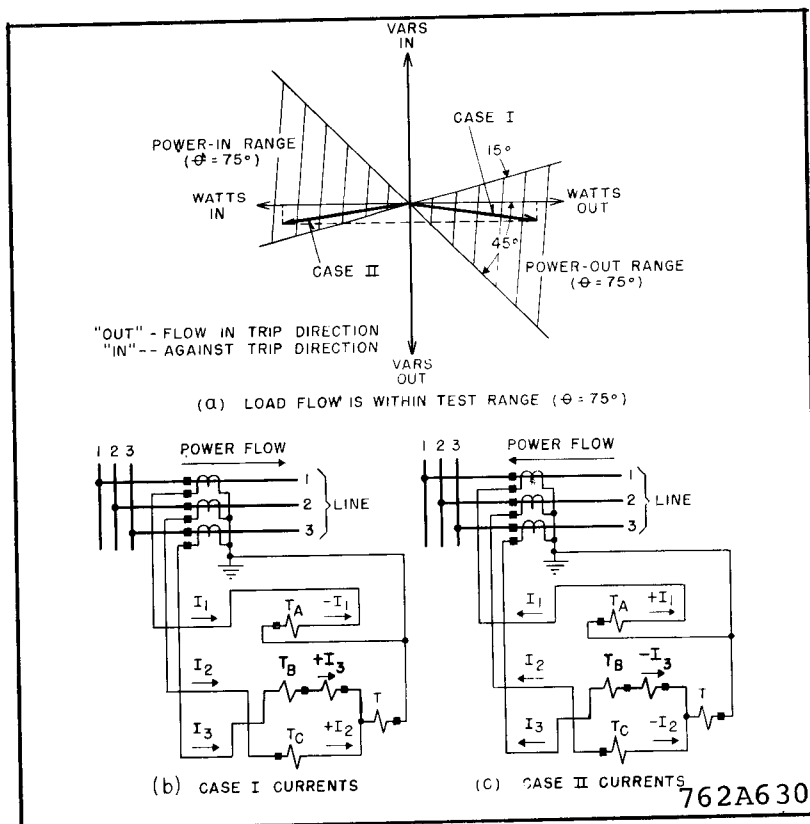 VARS
IN
CASE I
15°
POWER-IN RANGE
(θ = 75°)
WATTS
IN
WATTS
OUT
45°
CASE II
POWER-OUT RANGE
(θ = 75°)
"OUT" - FLOW IN TRIP DIRECTION
"IN" -- AGAINST TRIP DIRECTION
VARS
OUT
(a) LOAD FLOW IS WITHIN TEST RANGE (θ = 75°)
1 2 3 POWER FLOW
1
2 LINE
3
I1 TA -I1
I2 TB +I3
T
I3 TC +I2
(b) CASE I CURRENTS
1 2 3 POWER FLOW
1
2 LINE
3
I1 TA +I1
I2 TB -I3
T
I3 TC -I2
(c) CASE II CURRENTS
762A630